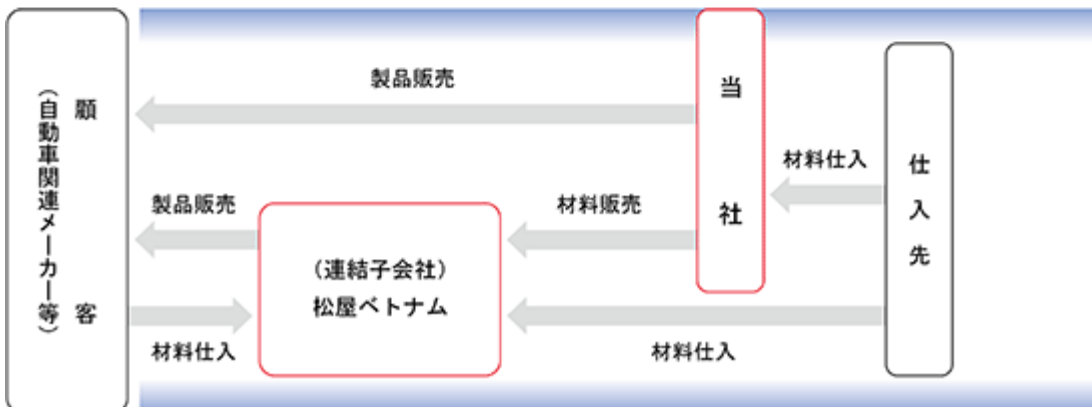 顧客
（自動車関連メーカー等）
製品販売
当社
材料仕入
仕入先
製品販売
材料販売
（連結子会社）
松屋ベトナム
材料仕入
材料仕入